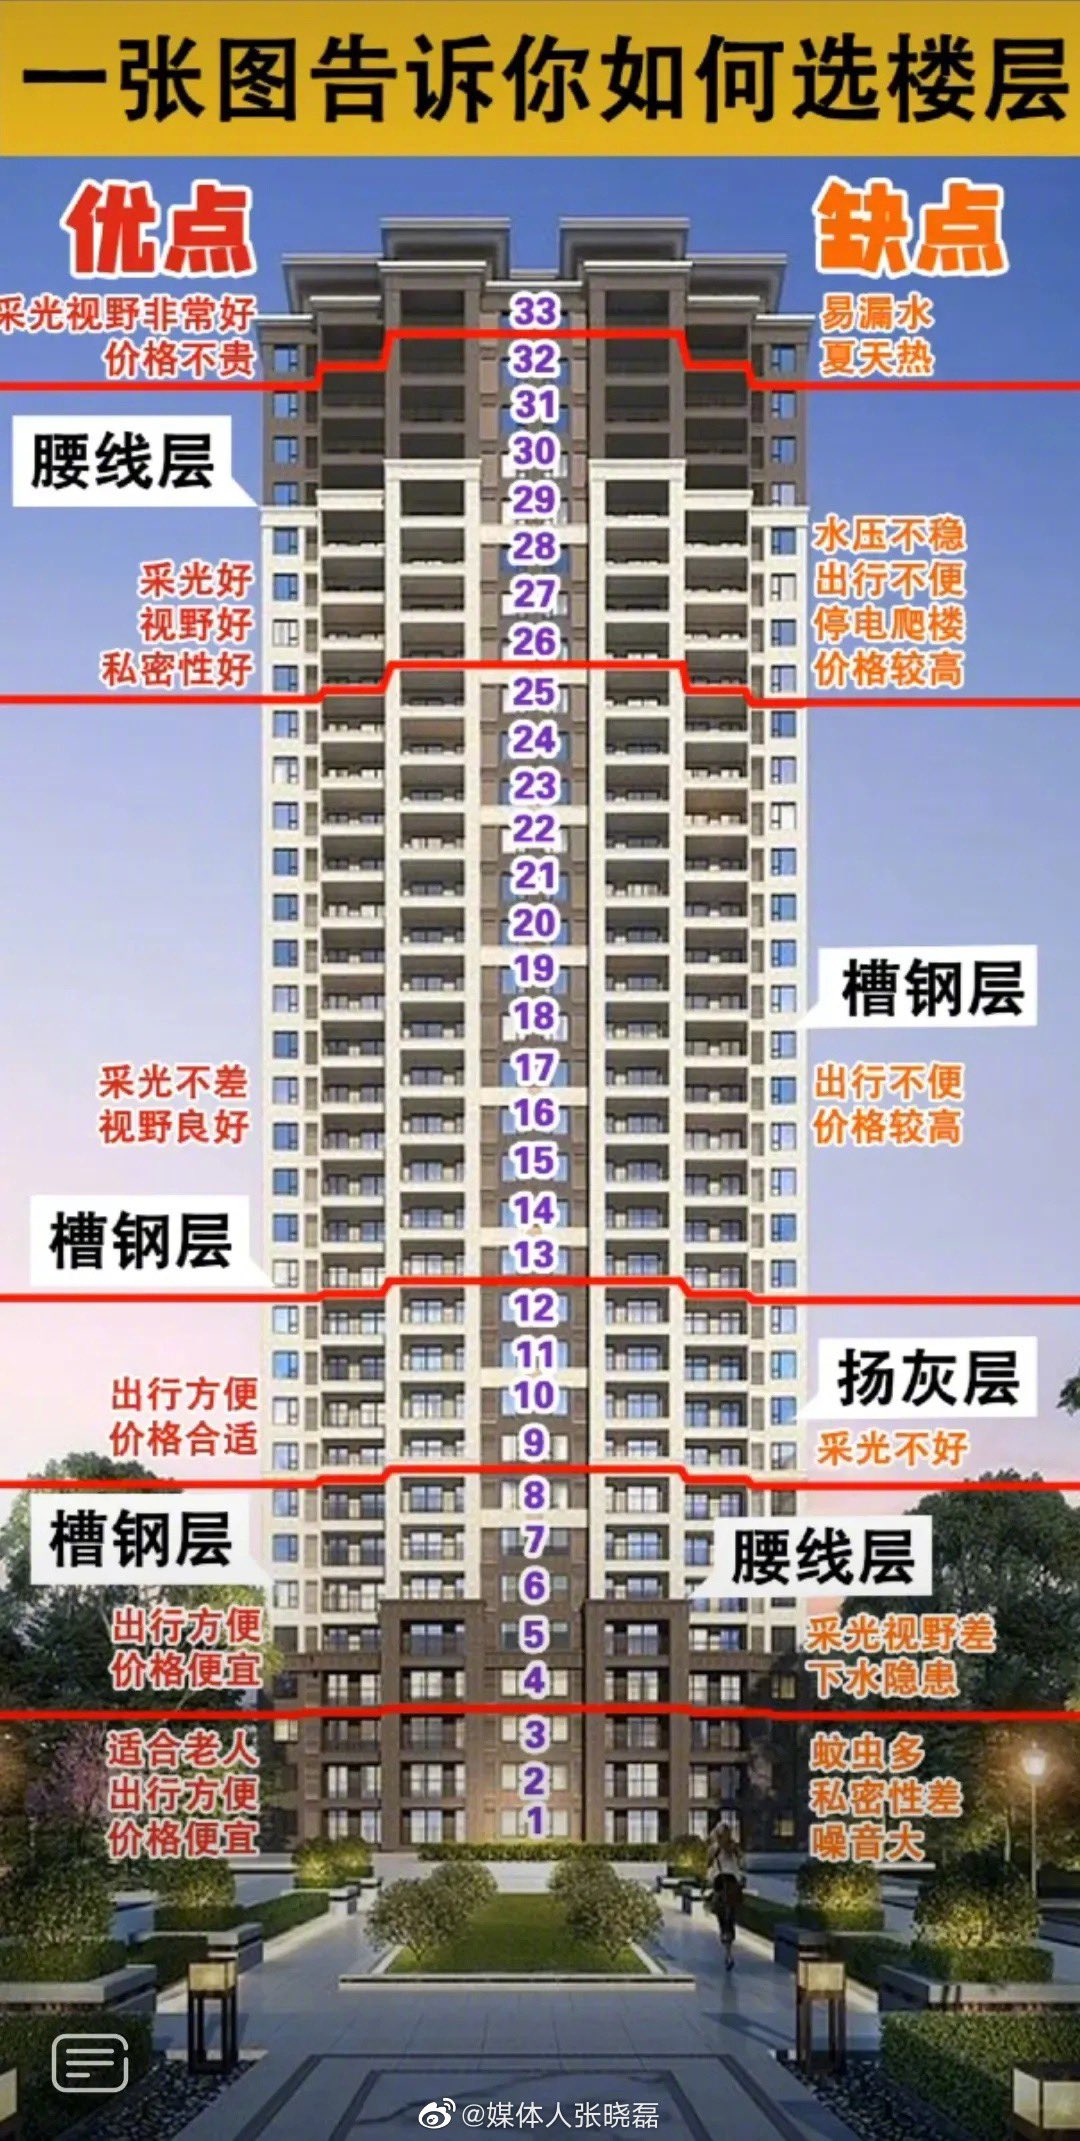 一张图告诉你如何选楼层
优点
缺点
采光视野非常好
价格不贵
易漏水
夏天热
33
32
31
30
29
28
27
26
25
24
23
22
21
20
19
18
17
16
15
14
13
12
11
10
9
8
7
6
5
4
3
2
1
腰线层
采光好
视野好
私密性好
水压不稳
出行不便
停电爬楼
价格较高
槽钢层
采光不差
视野良好
出行不便
价格较高
槽钢层
扬灰层
出行方便
价格合适
采光不好
槽钢层
腰线层
出行方便
价格便宜
采光视野差
下水隐患
适合老人
出行方便
价格便宜
蚊虫多
私密性差
噪音大
@媒体人张晓磊